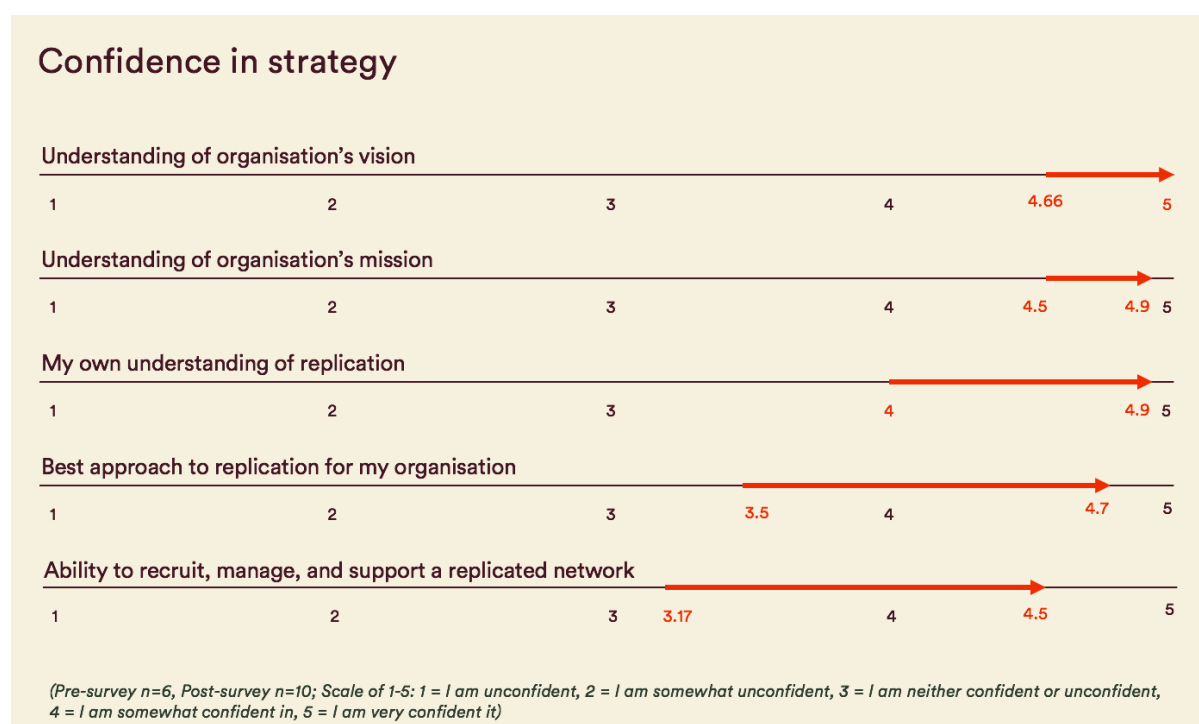 Confidence in strategy
Understanding of organisation's vision
1 2 3 4 4.66 5
Understanding of organisation's mission
1 2 3 4 4.5 4.9 5
My own understanding of replication
1 2 3 4 4.9 5
Best approach to replication for my organisation
1 2 3 3.5 4 4.7 5
Ability to recruit, manage, and support a replicated network
1 2 3 3.17 4 4.5 5
(Pre-survey n=6, Post-survey n=10; Scale of 1-5: 1 = I am unconfident, 2 = I am somewhat unconfident, 3 = I am neither confident or unconfident,
4 = I am somewhat confident in, 5 = I am very confident it)